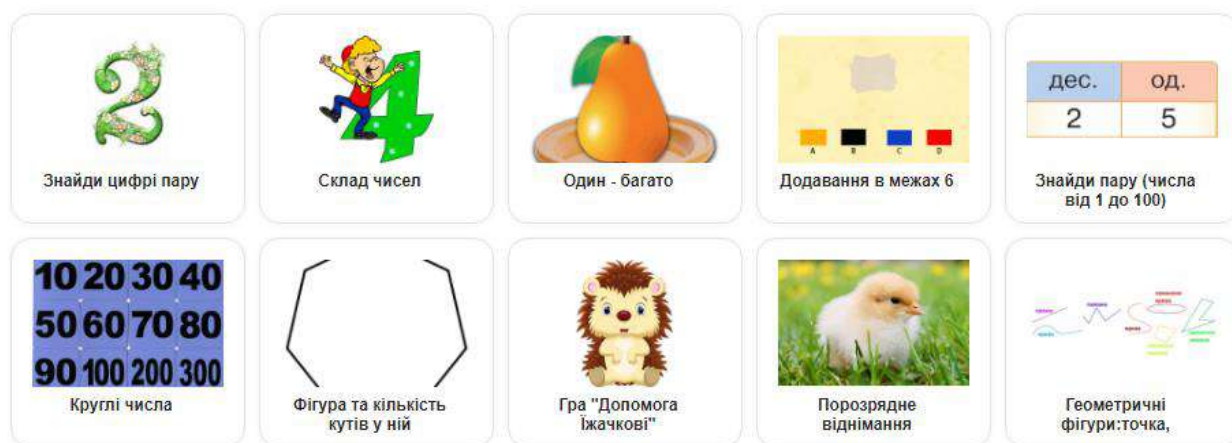 дес. од.
2 5
A B C D
Знайди цифрі пару
Склад чисел
Один - багато
Додавання в межах 6
Знайди пару (числа
від 1 до 100)
10 20 30 40
50 60 70 80
90 100 200 300
Круглі числа
Фігура та кількість
кутів у ній
Гра "Допомога
Їжачкові"
Порозрядне
віднімання
Геометричні
фігури:точка,